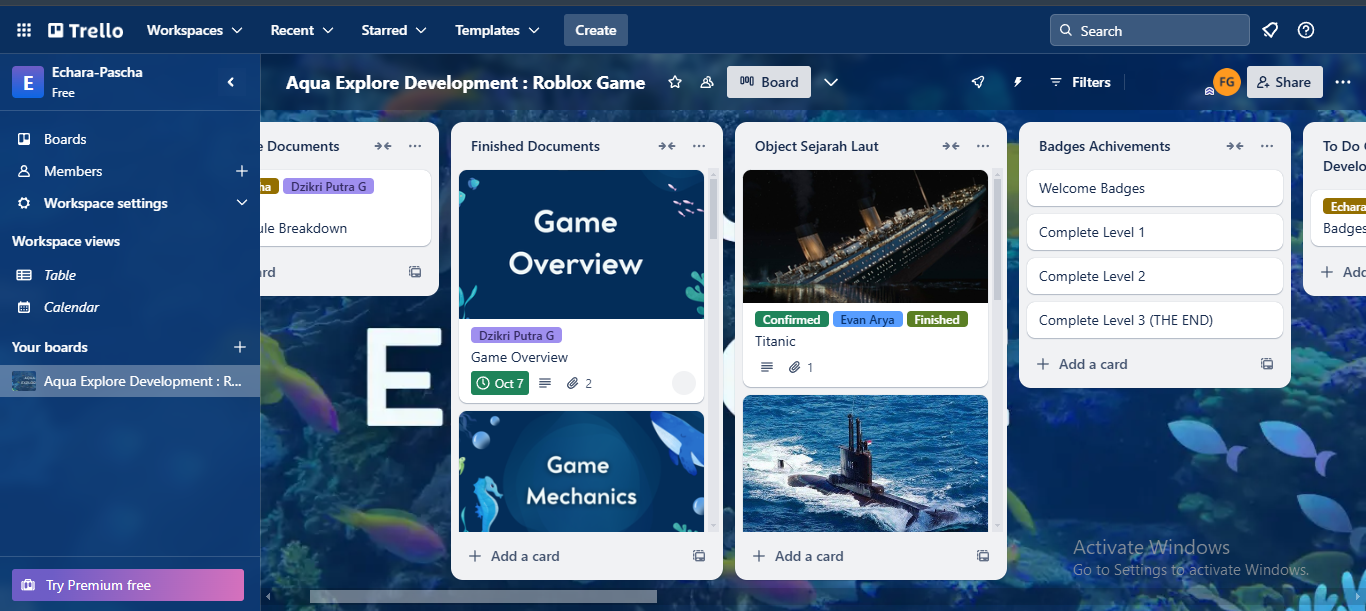 Trello
Workspaces
Recent
Starred
Templates
Create
Search
E
Echara-Pascha
Free
Aqua Explore Development : Roblox Game
Board
Filters
FG
Share
Boards
Members
Workspace settings
Workspace views
Table
Calendar
Your boards
Aqua Explore Development : R...
Try Premium free
Documents
Dzikri Putra G
Breakdown
Finished Documents
Game
Overview
Dzikri Putra G
Game Overview
Oct 7
2
Game
Mechanics
Add a card
Object Sejarah Laut
Confirmed
Evan Arya
Finished
Titanic
1
Add a card
Badges Achivements
Welcome Badges
Complete Level 1
Complete Level 2
Complete Level 3 (THE END)
Add a card
To Do
Develo
Echara
Badges
Add
E
Activate Windows
Go to Settings to activate Windows.